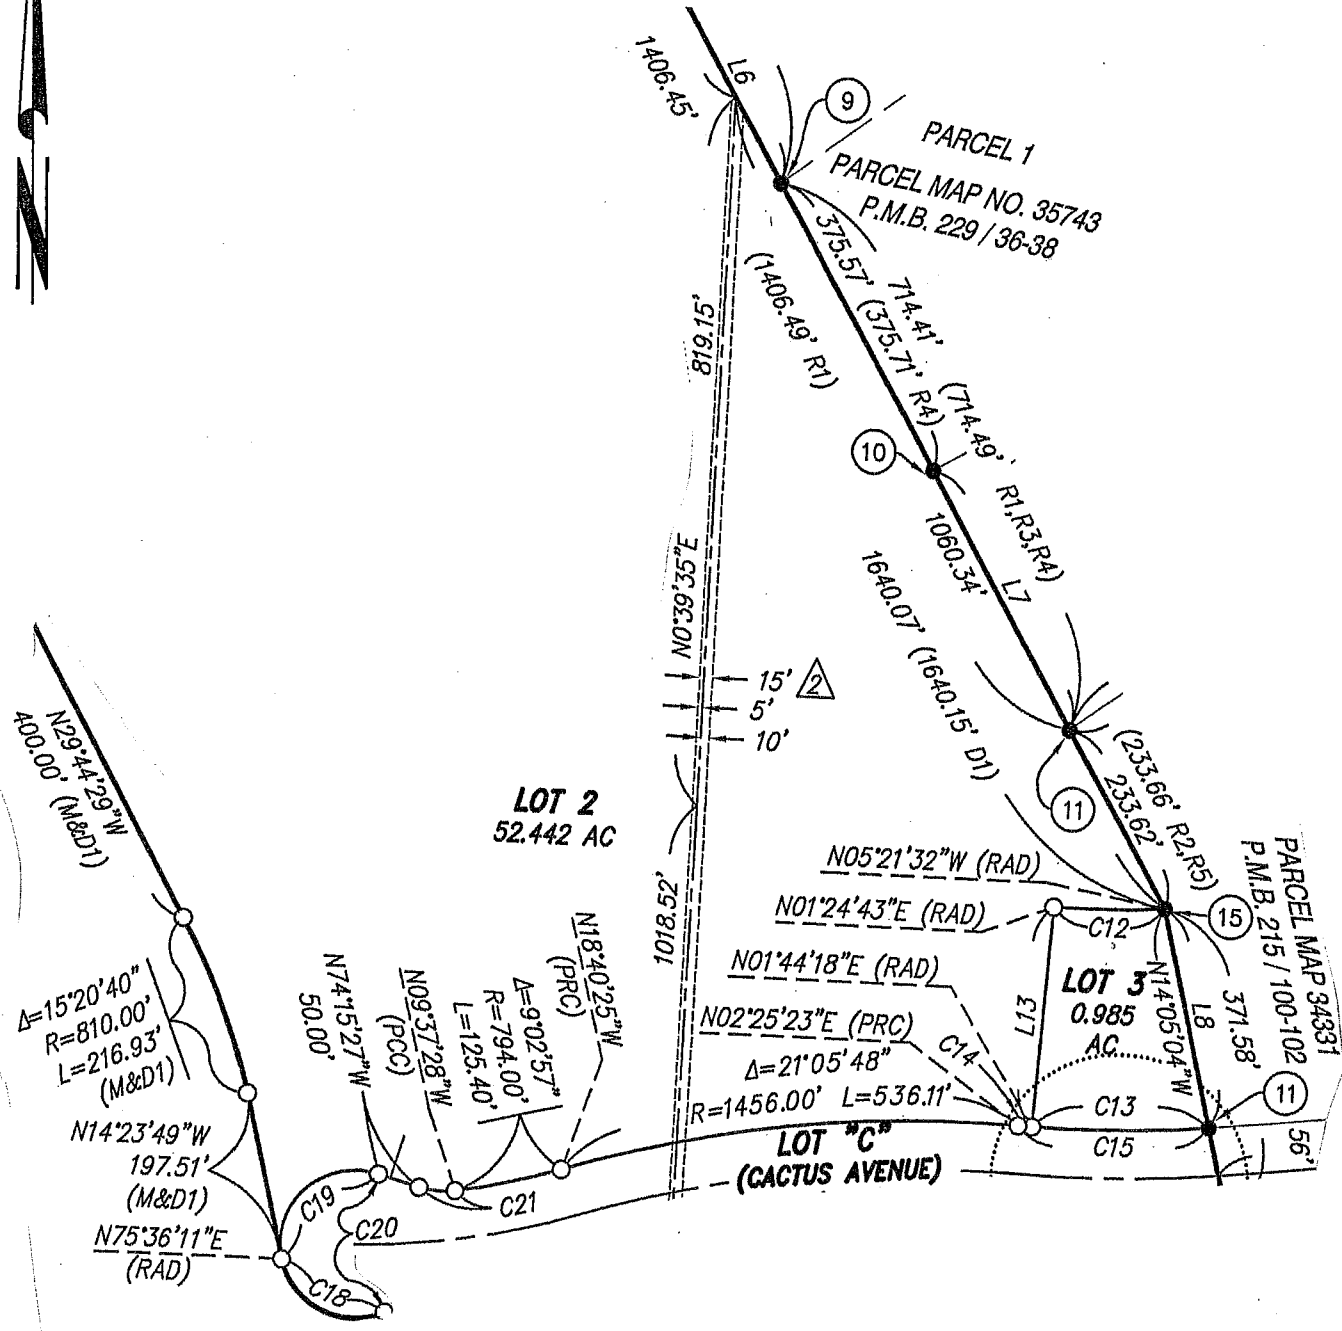 N
1406.45'
L6
9
PARCEL 1
PARCEL MAP NO. 35743
P.M.B. 229 / 36-38
375.57' (375.71' R4)
714.41'
(714.49' R1,R3,R4)
(1406.49' R1)
819.15'
10
1060.34'
L7
1640.07' (1640.15' D1)
N0°39'35"E
15' 2
5'
10'
N29°44'29"W
400.00' (M&D1)
LOT 2
52.442 AC
11
(233.66' R2,R5)
233.62'
PARCEL MAP 34331
P.M.B. 215 / 100-102
N05°21'32"W (RAD)
N01°24'43"E (RAD)
C12
15
1018.52'
N18°40'25"W
(PRC)
N01°44'18"E (RAD)
LOT 3
0.985
AC
N14°05'04"W
L8
371.58'
L13
N02°25'23"E (PRC)
C14
Δ=15°20'40"
R=810.00'
L=216.93'
(M&D1)
N74°15'27"W
50.00'
N09°37'28"W
(PCC)
Δ=9°02'57"
R=794.00'
L=125.40'
Δ=21°05'48"
R=1456.00' L=536.11'
11
C13
C15
56'
N14°23'49"W
197.51'
(M&D1)
LOT "C"
(CACTUS AVENUE)
C19
C20
C21
N75°36'11"E
(RAD)
C18